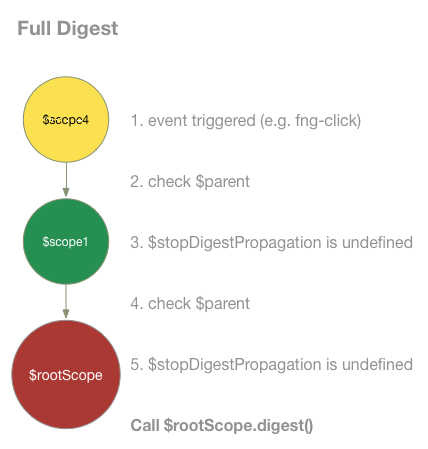 Full Digest
$scope4
1. event triggered (e.g. fng-click)
2. check $parent
$scope1
3. $stopDigestPropagation is undefined
4. check $parent
$rootScope
5. $stopDigestPropagation is undefined
Call $rootScope.digest()